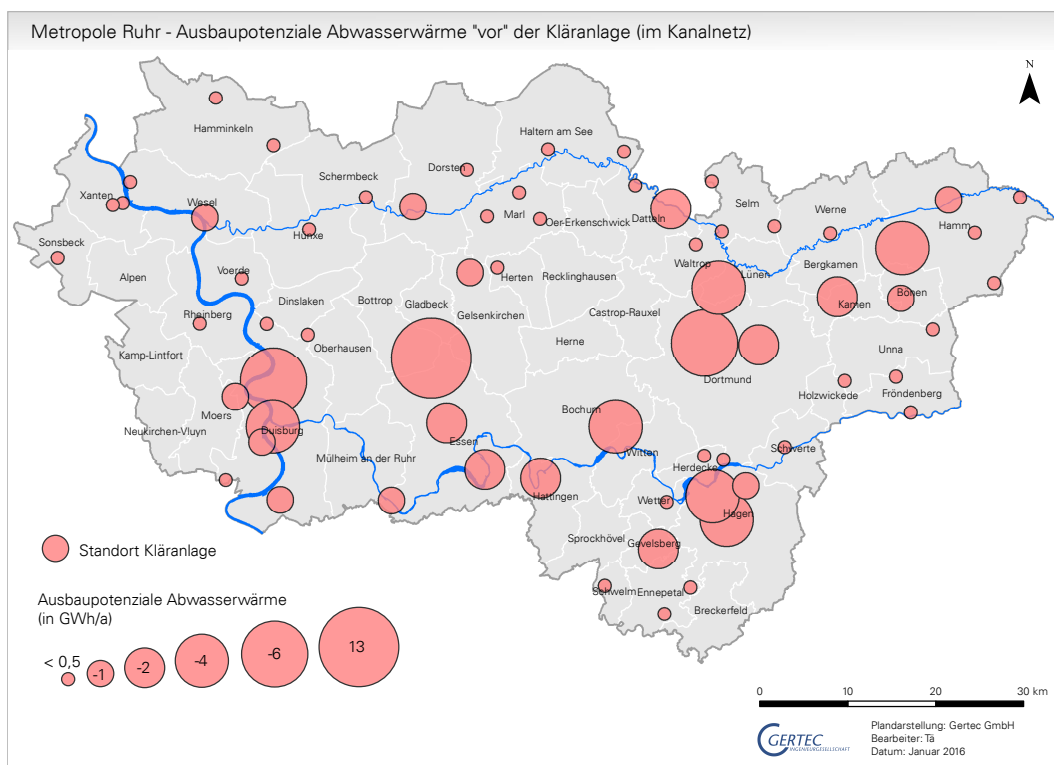 Metropole Ruhr - Ausbaupotenziale Abwasserwärme "vor" der Kläranlage (im Kanalnetz)
N
Hamminkeln
Haltern am See
Dorsten
Schermbeck
Xanten
Wesel
Marl
Oer-Erkenschwick
Datteln
Selm
Werne
Hamm
Hünxe
Sonsbeck
Alpen
Voerde
Herten
Recklinghausen
Waltrop
Lünen
Bergkamen
Bönen
Kamen
Dinslaken
Bottrop
Gladbeck
Gelsenkirchen
Castrop-Rauxel
Rheinberg
Oberhausen
Herne
Unna
Kamp-Lintfort
Dortmund
Holzwickede
Fröndenberg
Moers
Bochum
Neukirchen-Vluyn
Duisburg
Essen
Mülheim an der Ruhr
Witten
Schwerte
Herdecke
Hattingen
Wetter
Hagen
Sprockhövel
Gevelsberg
Schwelm
Ennepetal
Breckerfeld
Standort Kläranlage
Ausbaupotenziale Abwasserwärme
(in GWh/a)
< 0,5
-1
-2
-4
-6
13
0 10 20 30 km
GERTEC
INGENIEURGESELLSCHAFT
Plandarstellung: Gertec GmbH
Bearbeiter: Tä
Datum: Januar 2016